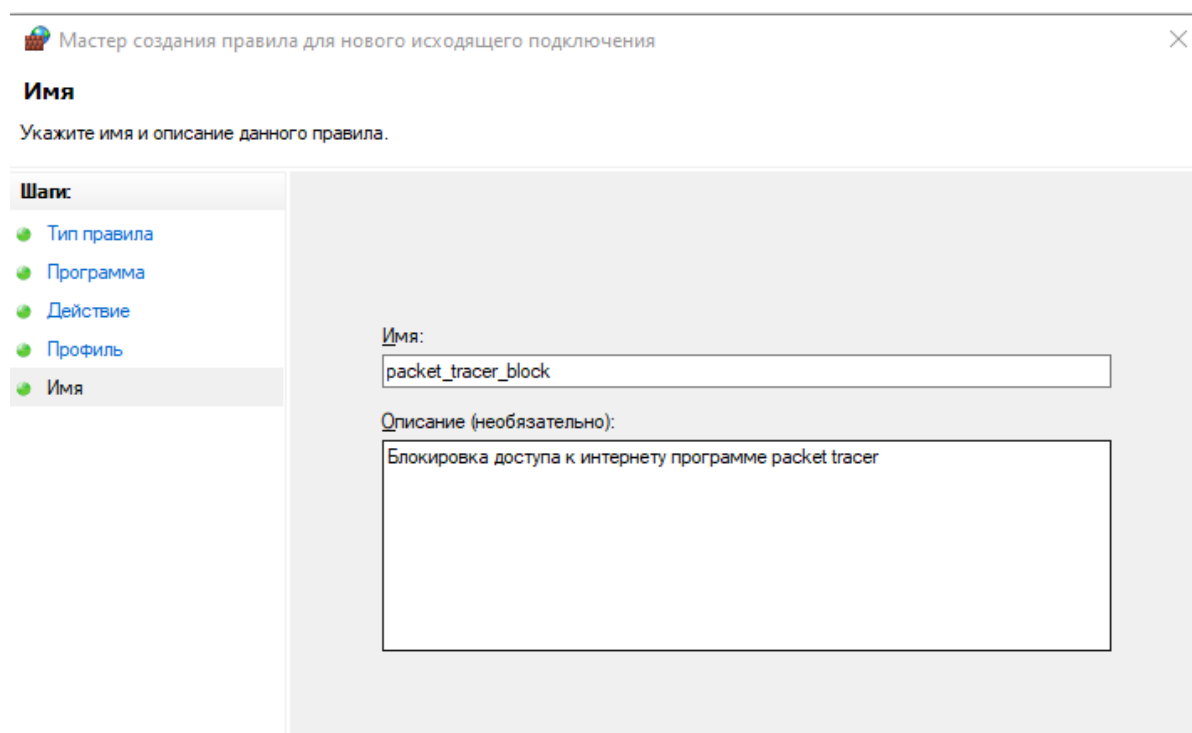 Мастер создания правила для нового исходящего подключения
Имя
Укажите имя и описание данного правила.
Шаги:
Тип правила
Программа
Действие
Профиль
Имя
Имя:
packet_tracer_block
Описание (необязательно):
Блокировка доступа к интернету программе packet tracer